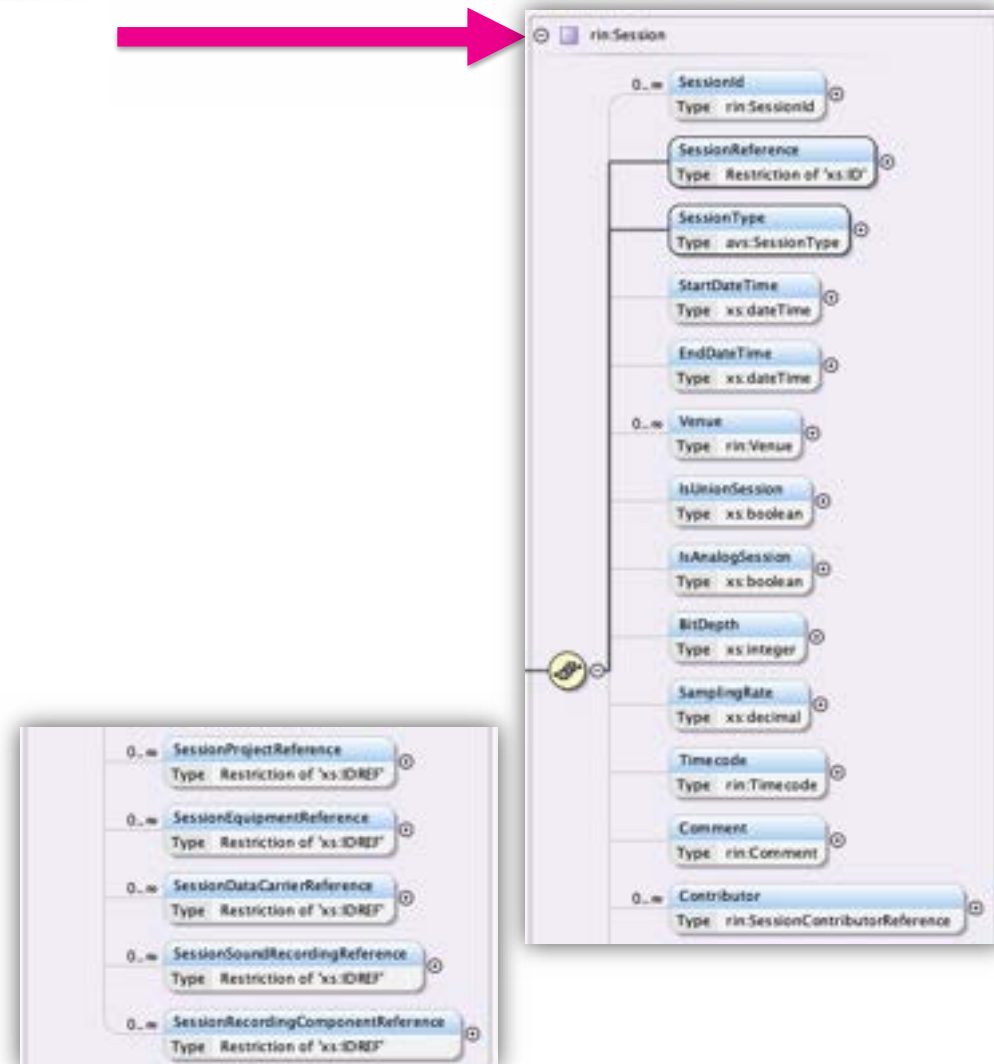 rin:Session
0..∞ SessionId
Type rin:SessionId
SessionReference
Type Restriction of 'xs:ID'
SessionType
Type avs:SessionType
StartDateTime
Type xs:dateTime
EndDateTime
Type xs:dateTime
0..∞ Venue
Type rin:Venue
IsUnionSession
Type xs:boolean
IsAnalogSession
Type xs:boolean
BitDepth
Type xs:integer
SamplingRate
Type xs:decimal
Timecode
Type rin:Timecode
Comment
Type rin:Comment
0..∞ Contributor
Type rin:SessionContributorReference
0..∞ SessionProjectReference
Type Restriction of 'xs:IDREF'
0..∞ SessionEquipmentReference
Type Restriction of 'xs:IDREF'
0..∞ SessionDataCarrierReference
Type Restriction of 'xs:IDREF'
0..∞ SessionSoundRecordingReference
Type Restriction of 'xs:IDREF'
0..∞ SessionRecordingComponentReference
Type Restriction of 'xs:IDREF'